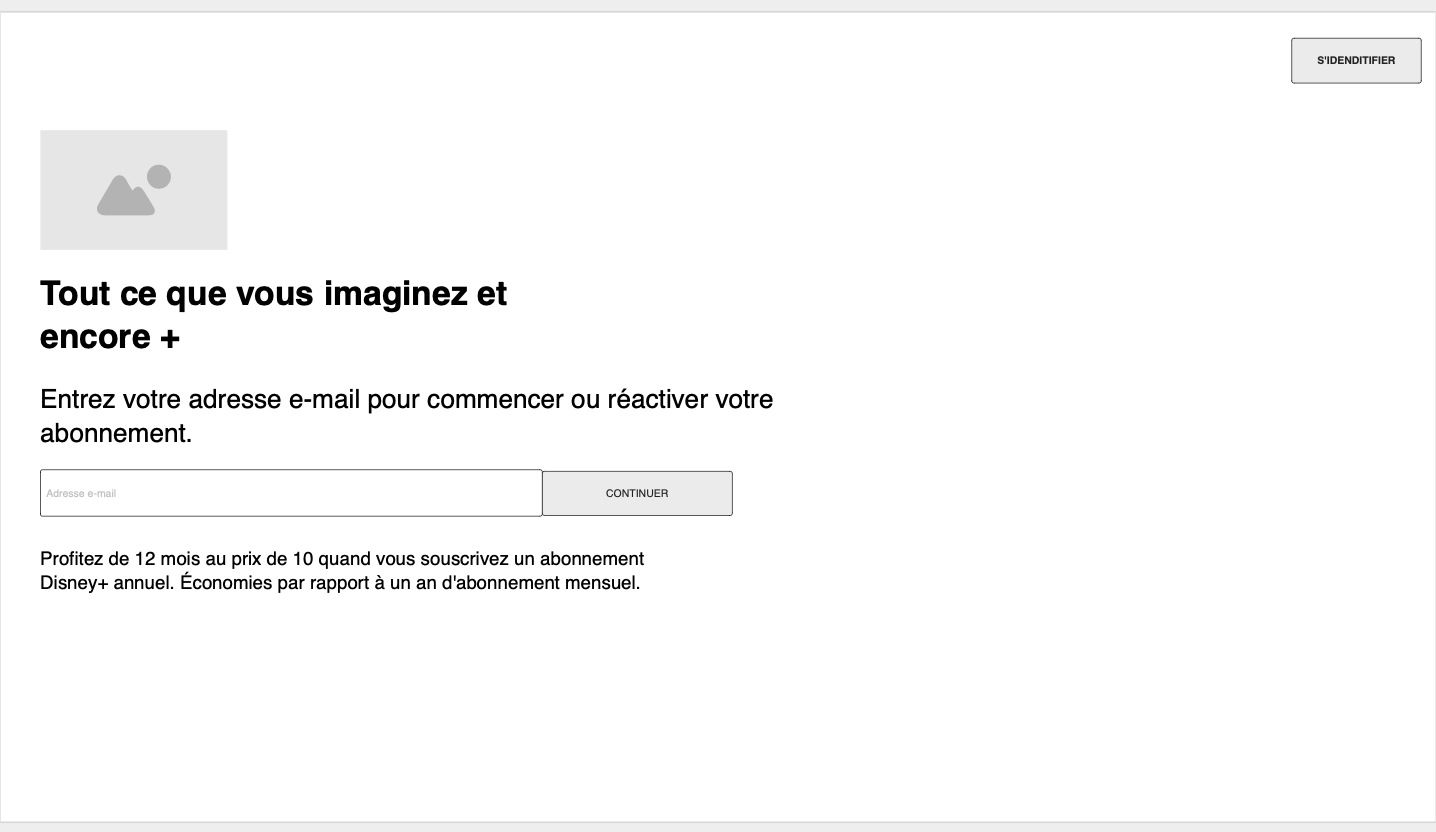 S'IDENDITIFIER
Tout ce que vous imaginez et
encore +
Entrez votre adresse e-mail pour commencer ou réactiver votre
abonnement.
Adresse e-mail
CONTINUER
Profitez de 12 mois au prix de 10 quand vous souscrivez un abonnement
Disney+ annuel. Économies par rapport à un an d'abonnement mensuel.